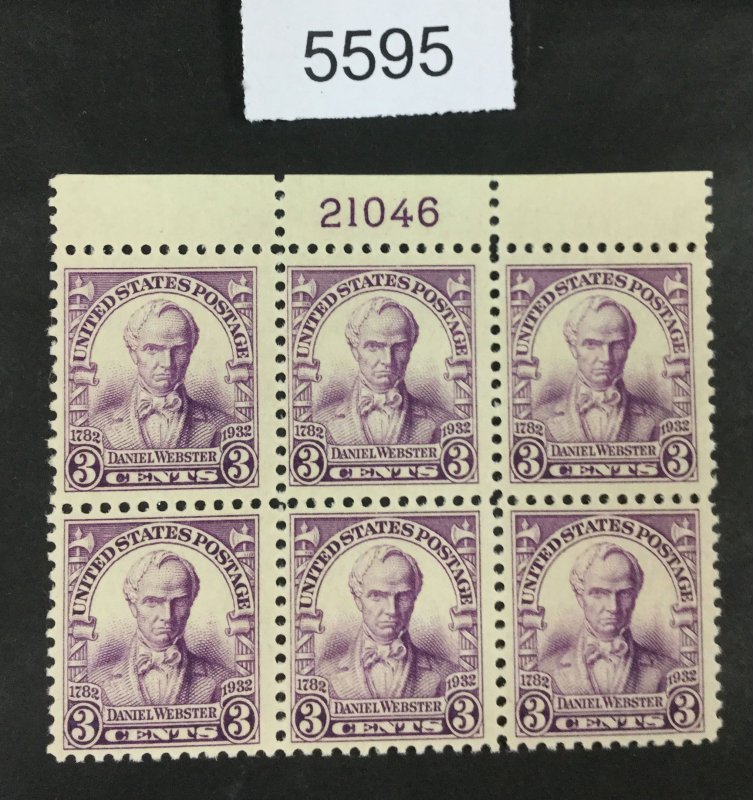 5595
21046
UNITED STATES POSTAGE
1782 1932
DANIEL WEBSTER
3 CENTS 3
UNITED STATES POSTAGE
1782 1932
DANIEL WEBSTER
3 CENTS 3
UNITED STATES POSTAGE
1782 1932
DANIEL WEBSTER
3 CENTS 3
UNITED STATES POSTAGE
1782 1932
DANIEL WEBSTER
3 CENTS 3
UNITED STATES POSTAGE
1782 1932
DANIEL WEBSTER
3 CENTS 3
UNITED STATES POSTAGE
1782 1932
DANIEL WEBSTER
3 CENTS 3